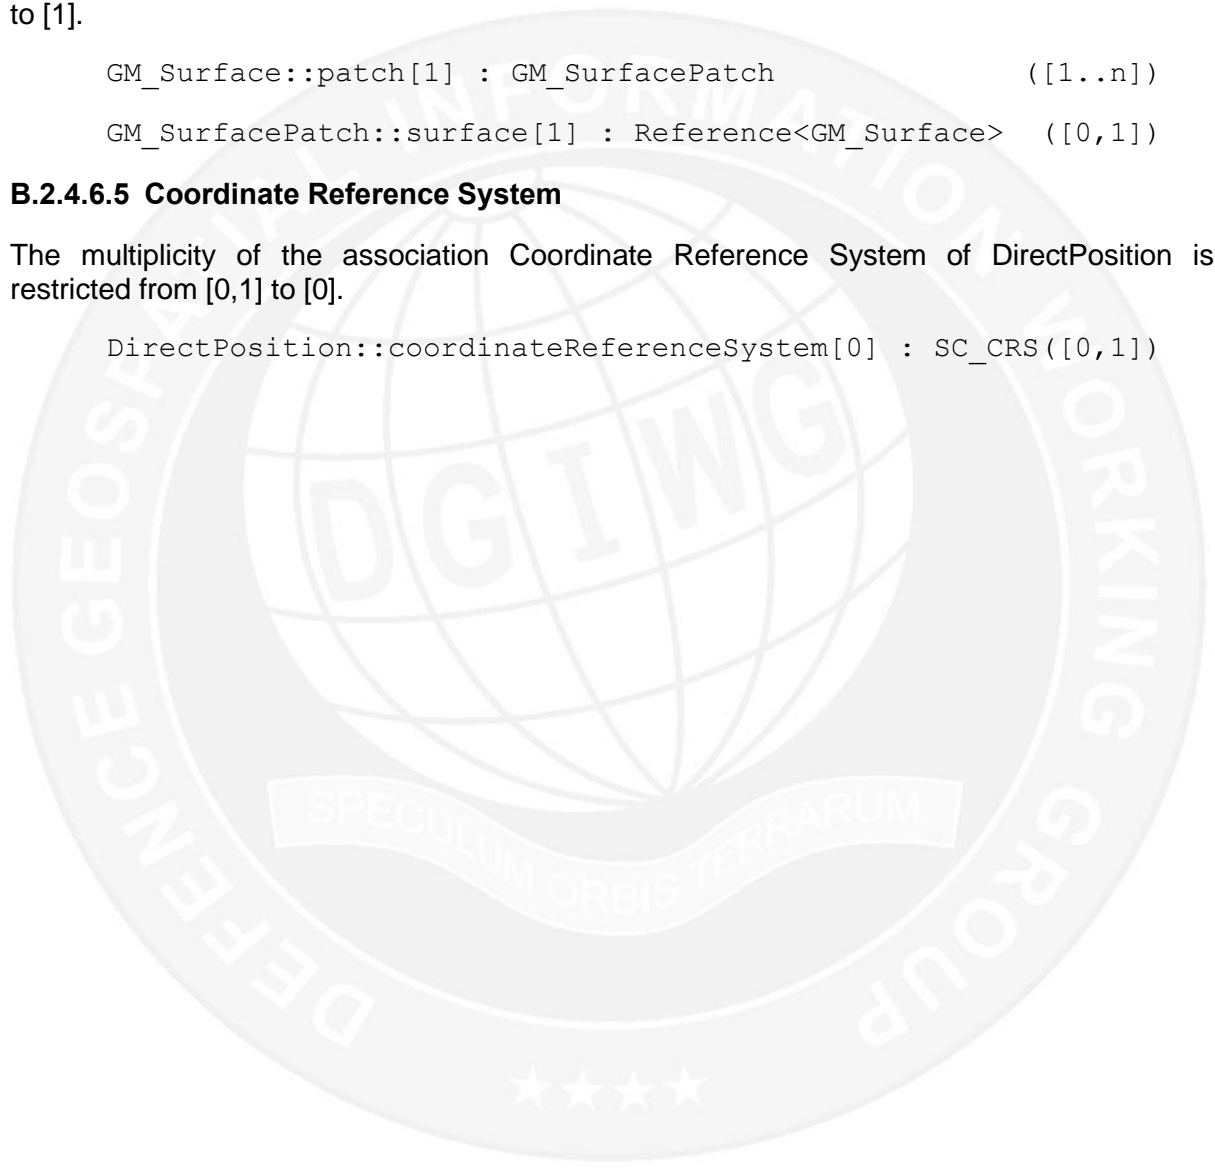 to [1].
GM_Surface::patch[1] : GM_SurfacePatch ([1..n])
GM_SurfacePatch::surface[1] : Reference<GM_Surface> ([0,1])
B.2.4.6.5 Coordinate Reference System
The multiplicity of the association Coordinate Reference System of DirectPosition is
restricted from [0,1] to [0].
DirectPosition::coordinateReferenceSystem[0] : SC_CRS([0,1])
DEFENCE GEOSPATIAL INFORMATION WORKING GROUP
DGIWG
SPECULUM ORBIS TERRARUM